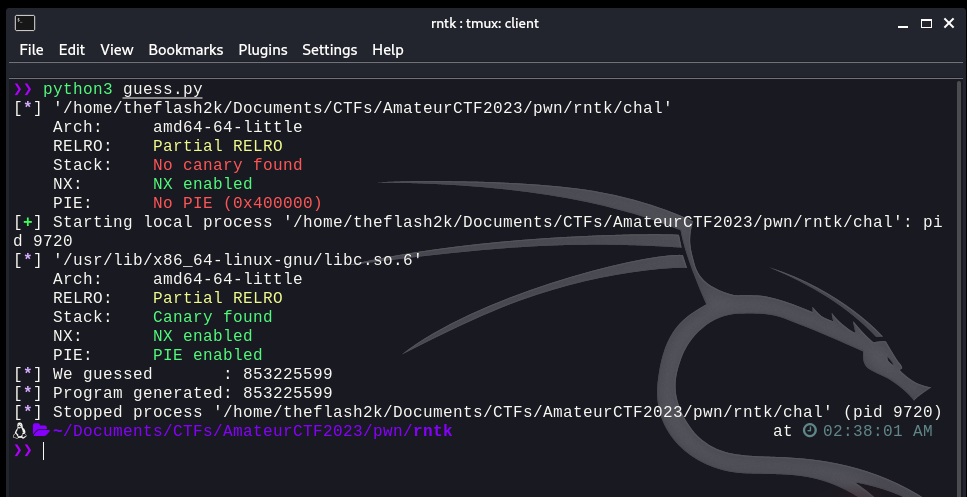 rntk : tmux: client
File Edit View Bookmarks Plugins Settings Help
❯❯ python3 guess.py
[*] '/home/theflash2k/Documents/CTFs/AmateurCTF2023/pwn/rntk/chal'
    Arch:     amd64-64-little
    RELRO:    Partial RELRO
    Stack:    No canary found
    NX:       NX enabled
    PIE:      No PIE (0x400000)
[+] Starting local process '/home/theflash2k/Documents/CTFs/AmateurCTF2023/pwn/rntk/chal': pi
d 9720
[*] '/usr/lib/x86_64-linux-gnu/libc.so.6'
    Arch:     amd64-64-little
    RELRO:    Partial RELRO
    Stack:    Canary found
    NX:       NX enabled
    PIE:      PIE enabled
[*] We guessed       : 853225599
[*] Program generated: 853225599
[*] Stopped process '/home/theflash2k/Documents/CTFs/AmateurCTF2023/pwn/rntk/chal' (pid 9720)
~/Documents/CTFs/AmateurCTF2023/pwn/rntk at 02:38:01 AM
❯❯